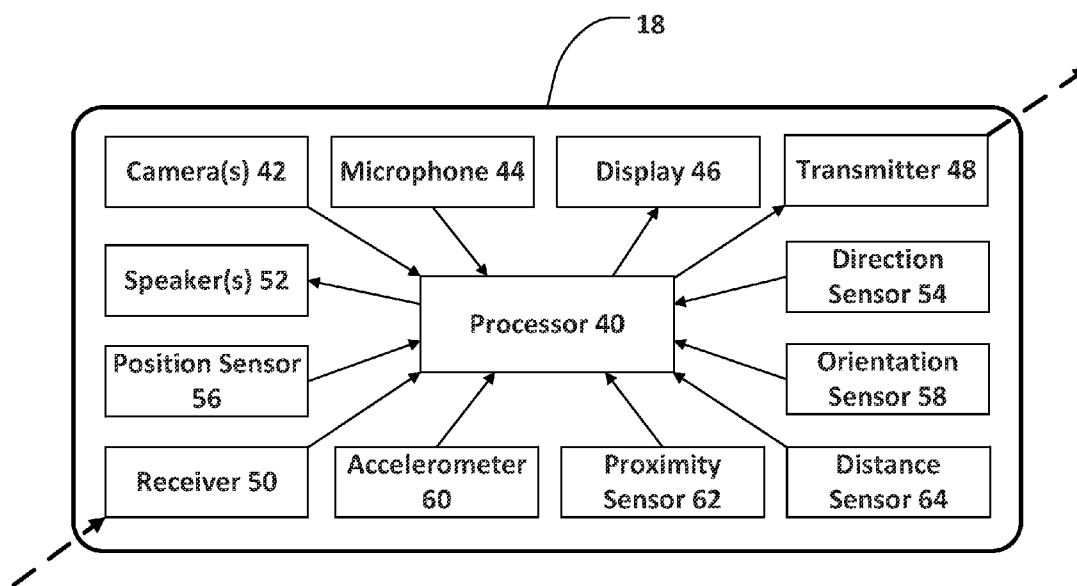 18
Camera(s) 42
Microphone 44
Display 46
Transmitter 48
Speaker(s) 52
Direction
Sensor 54
Processor 40
Position Sensor
56
Orientation
Sensor 58
Receiver 50
Accelerometer
60
Proximity
Sensor 62
Distance
Sensor 64